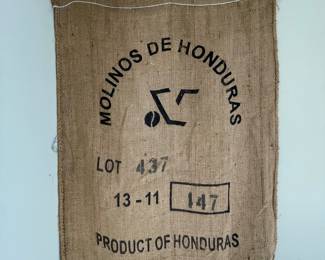 MOLINOS DE HONDURAS
LOT 437
13-11 147
PRODUCT OF HONDURAS